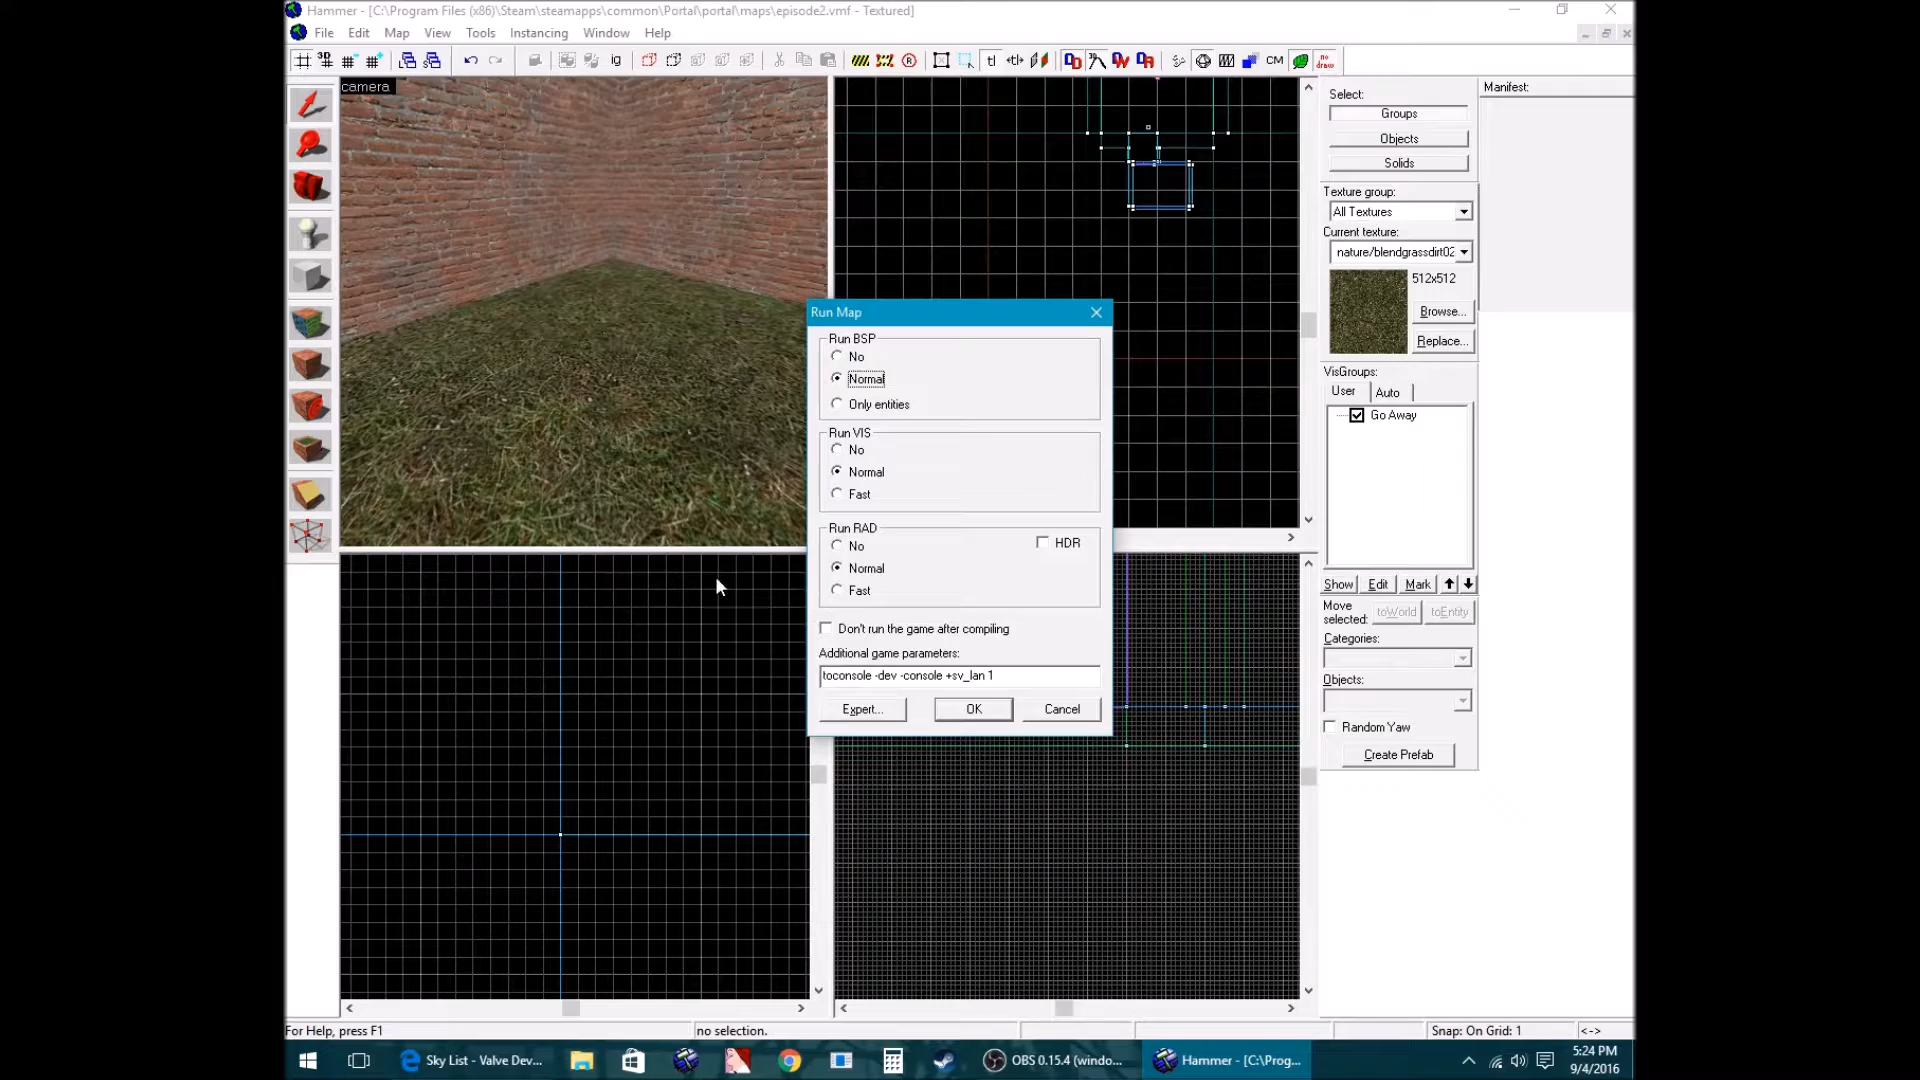 Hammer - [C:\Program Files (x86)\Steam\steamapps\common\Portal\portal\maps\episode2.vmf - Textured]
File Edit Map View Tools Instancing Window Help
ig
tl
CM
no draw
camera
Select:
Groups
Objects
Solids
Texture group:
All Textures
Current texture:
nature/blendgrassdirt02
512x512
Browse...
Replace...
VisGroups:
User Auto
Go Away
Show Edit Mark
Move selected:
toWorld toEntity
Categories:
Objects:
Random Yaw
Create Prefab
Manifest:
Run Map
Run BSP
No
Normal
Only entities
Run VIS
No
Normal
Fast
Run RAD
No
HDR
Normal
Fast
Don't run the game after compiling
Additional game parameters:
toconsole -dev -console +sv_lan 1
Expert... OK Cancel
For Help, press F1
no selection.
Snap: On Grid: 1
<->
Sky List - Valve Dev...
OBS 0.15.4 (windo...
Hammer - [C:\Prog...
5:24 PM
9/4/2016